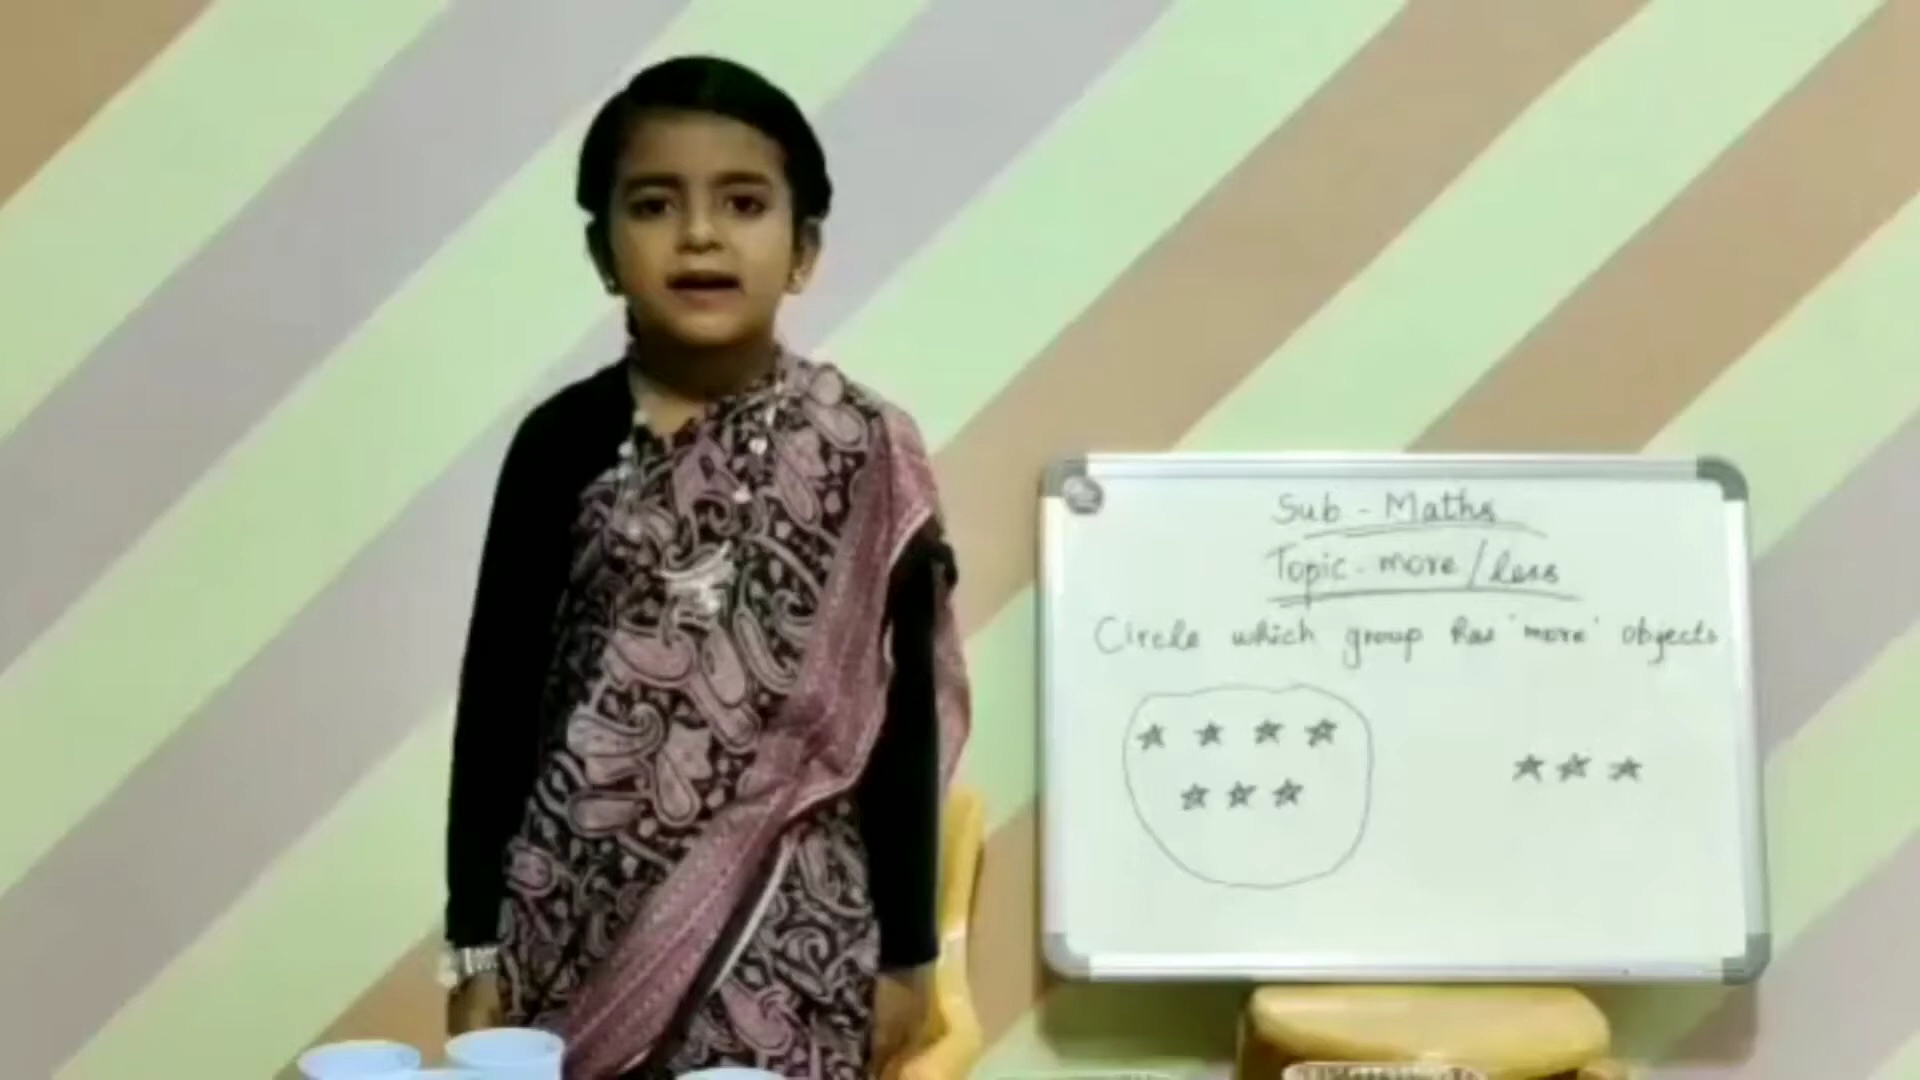 Sub - Maths
Topic - more / less
Circle which group has 'more' objects